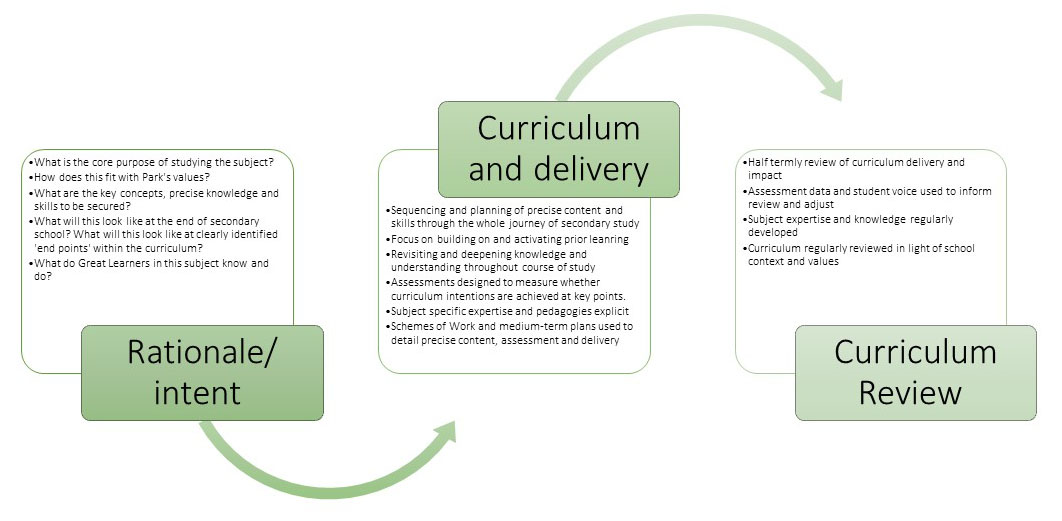 •What is the core purpose of studying the subject?
•How does this fit with Park's values?
•What are the key concepts, precise knowledge and
skills to be secured?
•What will this look like at the end of secondary
school? What will this look like at clearly identified
'end points' within the curriculum?
•What do Great Learners in this subject know and
do?
Rationale/
intent
Curriculum
and delivery
•Sequencing and planning of precise content and
skills through the whole journey of secondary study
•Focus on building on and activating prior learning
•Revisiting and deepening knowledge and
understanding throughout course of study
•Assessments designed to measure whether
curriculum intentions are achieved at key points.
•Subject specific expertise and pedagogies explicit
•Schemes of Work and medium-term plans used to
detail precise content, assessment and delivery
•Half termly review of curriculum delivery and
impact
•Assessment data and student voice used to inform
review and adjust
•Subject expertise and knowledge regularly
developed
•Curriculum regularly reviewed in light of school
context and values
Curriculum
Review